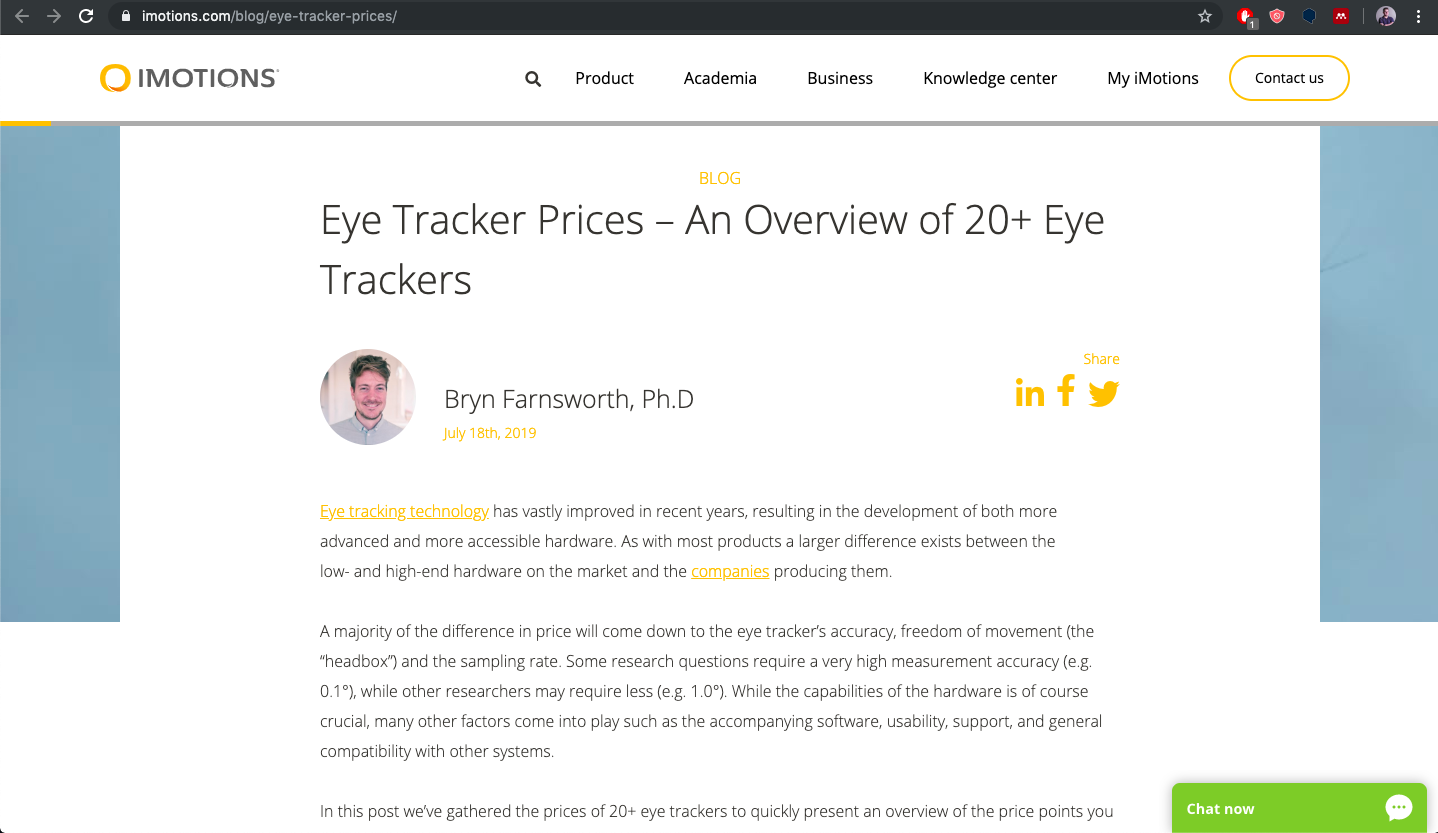 imotions.com/blog/eye-tracker-prices/
1
IMOTIONS
Product
Academia
Business
Knowledge center
My iMotions
Contact us
BLOG
Eye Tracker Prices – An Overview of 20+ Eye
Trackers
Share
Bryn Farnsworth, Ph.D
July 18th, 2019
Eye tracking technology has vastly improved in recent years, resulting in the development of both more
advanced and more accessible hardware. As with most products a larger difference exists between the
low- and high-end hardware on the market and the companies producing them.
A majority of the difference in price will come down to the eye tracker’s accuracy, freedom of movement (the
“headbox”) and the sampling rate. Some research questions require a very high measurement accuracy (e.g.
0.1°), while other researchers may require less (e.g. 1.0°). While the capabilities of the hardware is of course
crucial, many other factors come into play such as the accompanying software, usability, support, and general
compatibility with other systems.
In this post we’ve gathered the prices of 20+ eye trackers to quickly present an overview of the price points you
Chat now